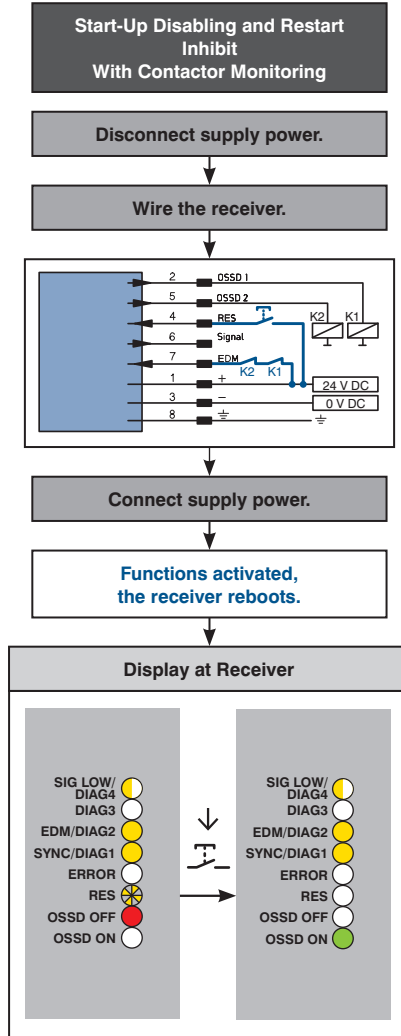 Start-Up Disabling and Restart
Inhibit
With Contactor Monitoring
Disconnect supply power.
Wire the receiver.
2 OSSD 1
5 OSSD 2
4 RES
K2 K1
6 Signal
7 EDM
K2 K1
1 +
24 V DC
3 −
0 V DC
8
Connect supply power.
Functions activated,
the receiver reboots.
Display at Receiver
SIG LOW/
DIAG4
DIAG3
EDM/DIAG2
SYNC/DIAG1
ERROR
RES
OSSD OFF
OSSD ON
SIG LOW/
DIAG4
DIAG3
EDM/DIAG2
SYNC/DIAG1
ERROR
RES
OSSD OFF
OSSD ON